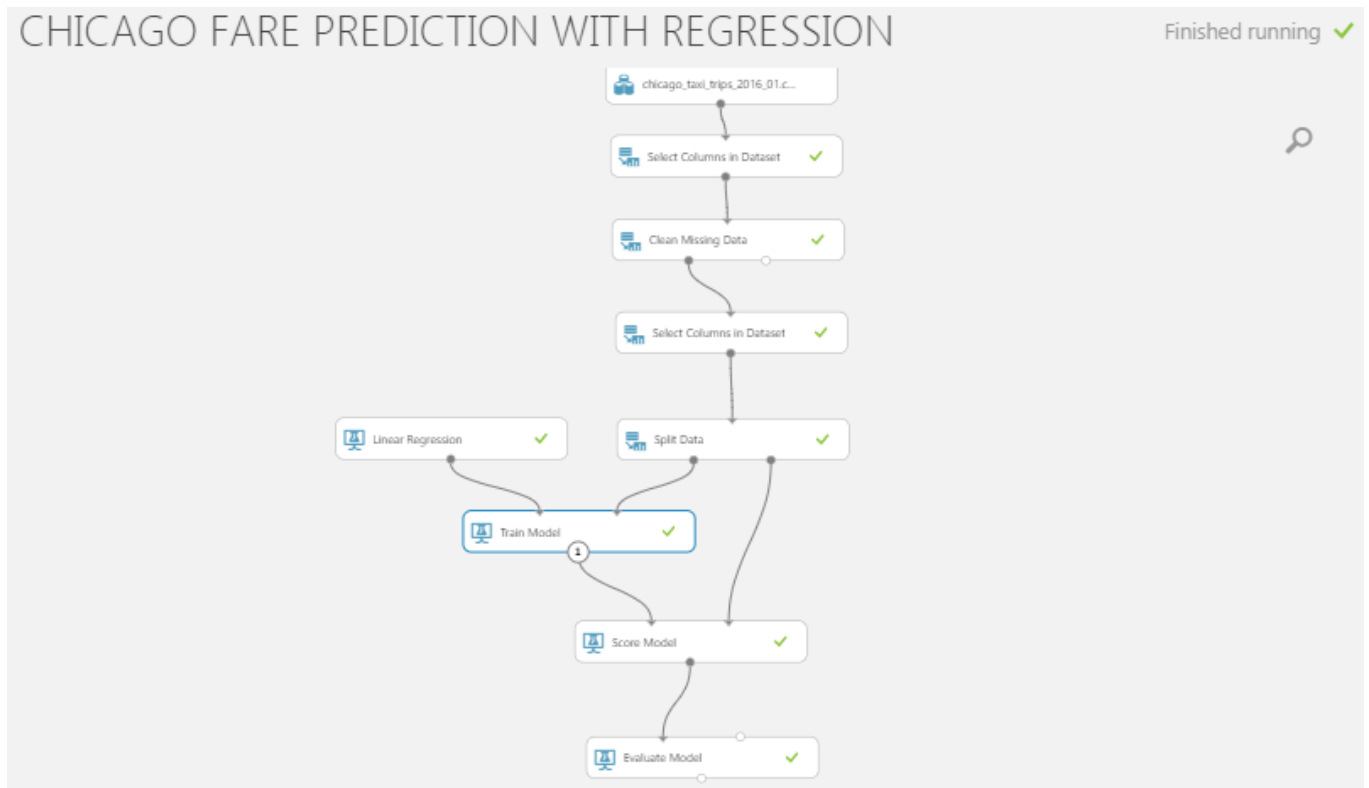 CHICAGO FARE PREDICTION WITH REGRESSION
Finished running
chicago_taxi_trips_2016_01.c...
Select Columns in Dataset
Clean Missing Data
Select Columns in Dataset
Linear Regression
Split Data
Train Model
1
Score Model
Evaluate Model